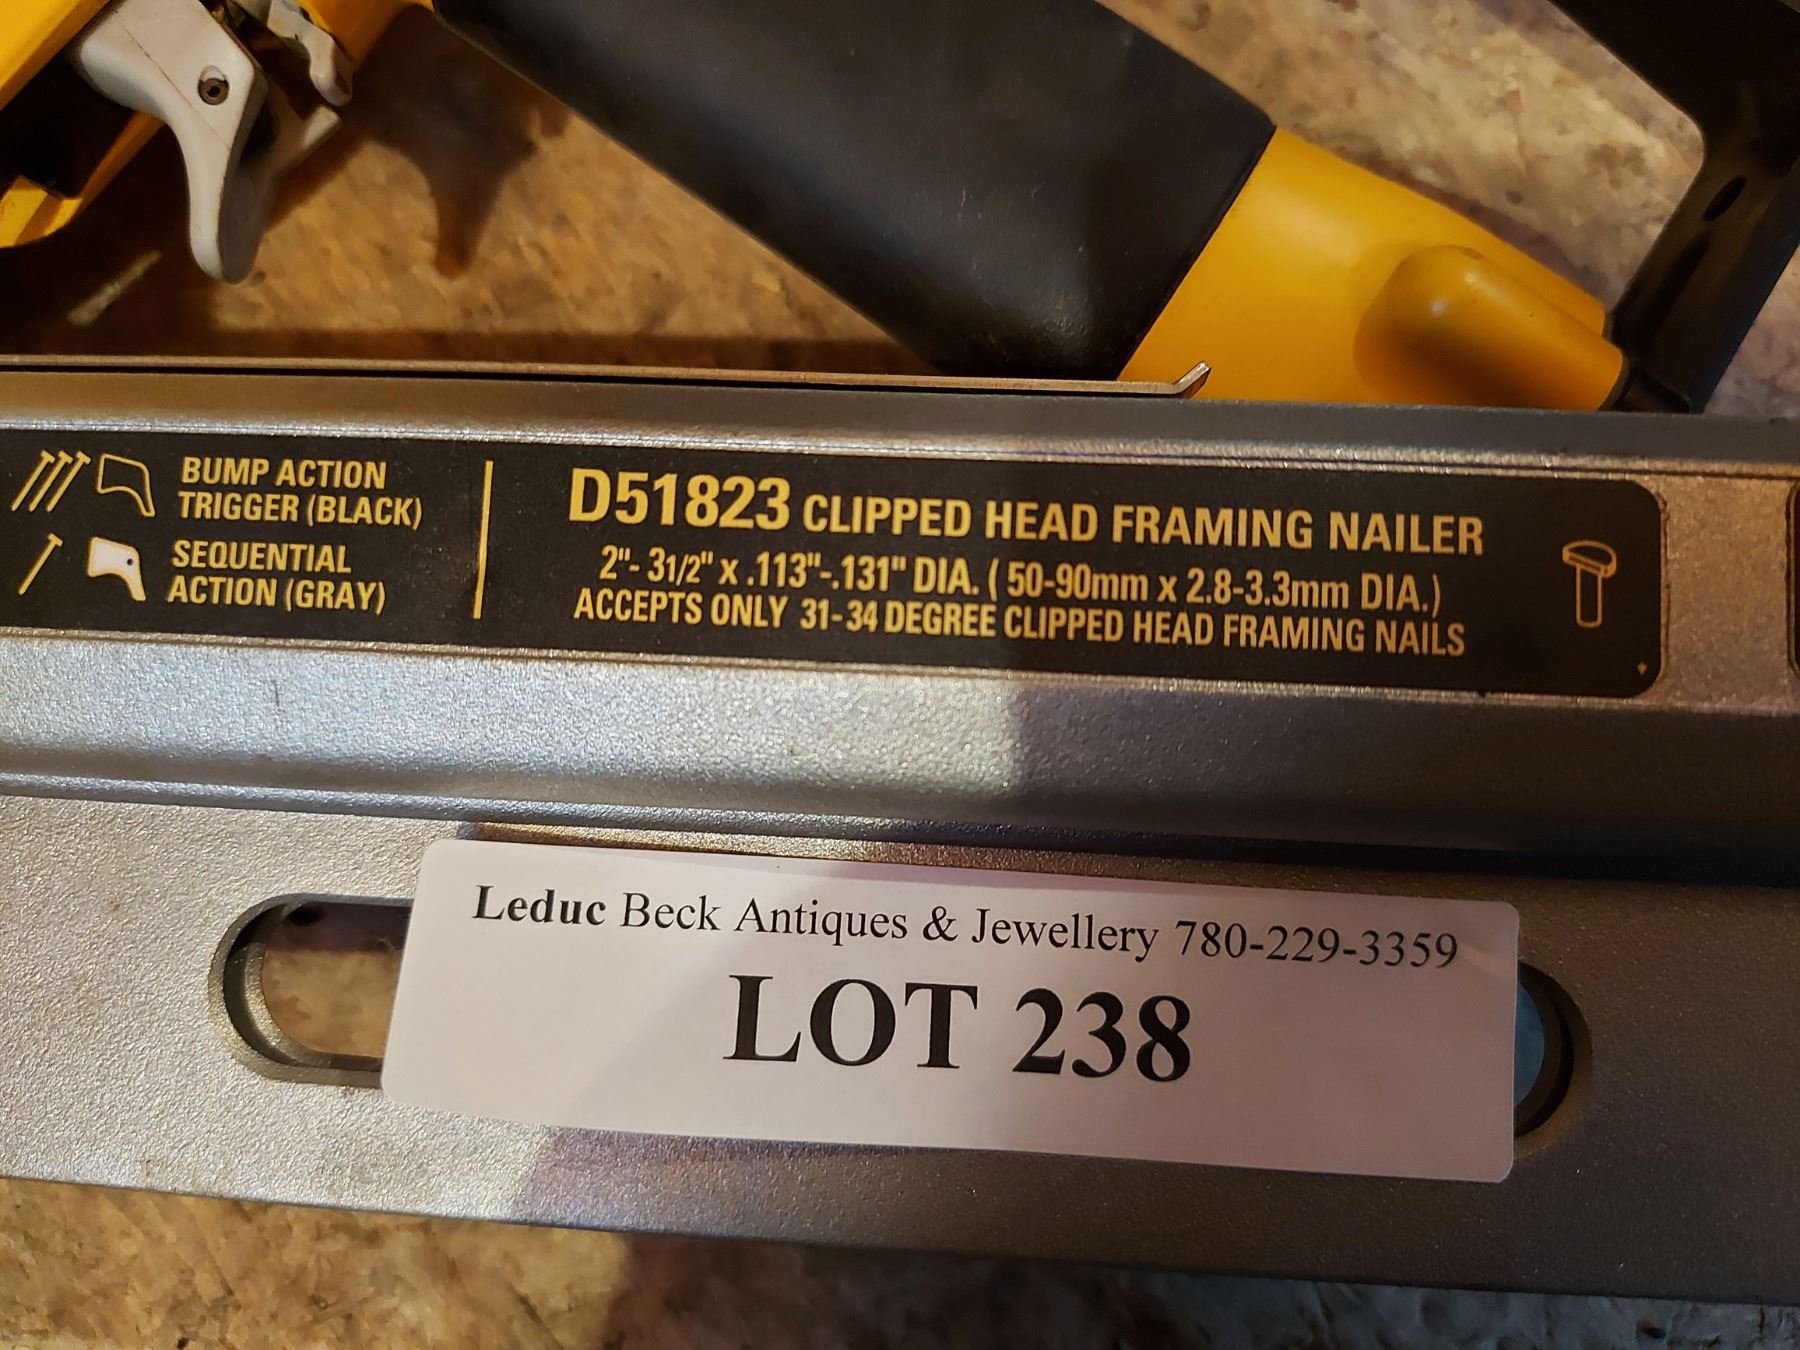 BUMP ACTION
TRIGGER (BLACK)
SEQUENTIAL
ACTION (GRAY)
D51823 CLIPPED HEAD FRAMING NAILER
2"- 31/2" x .113"-.131" DIA. ( 50-90mm x 2.8-3.3mm DIA.)
ACCEPTS ONLY 31-34 DEGREE CLIPPED HEAD FRAMING NAILS
Leduc Beck Antiques & Jewellery 780-229-3359
LOT 238